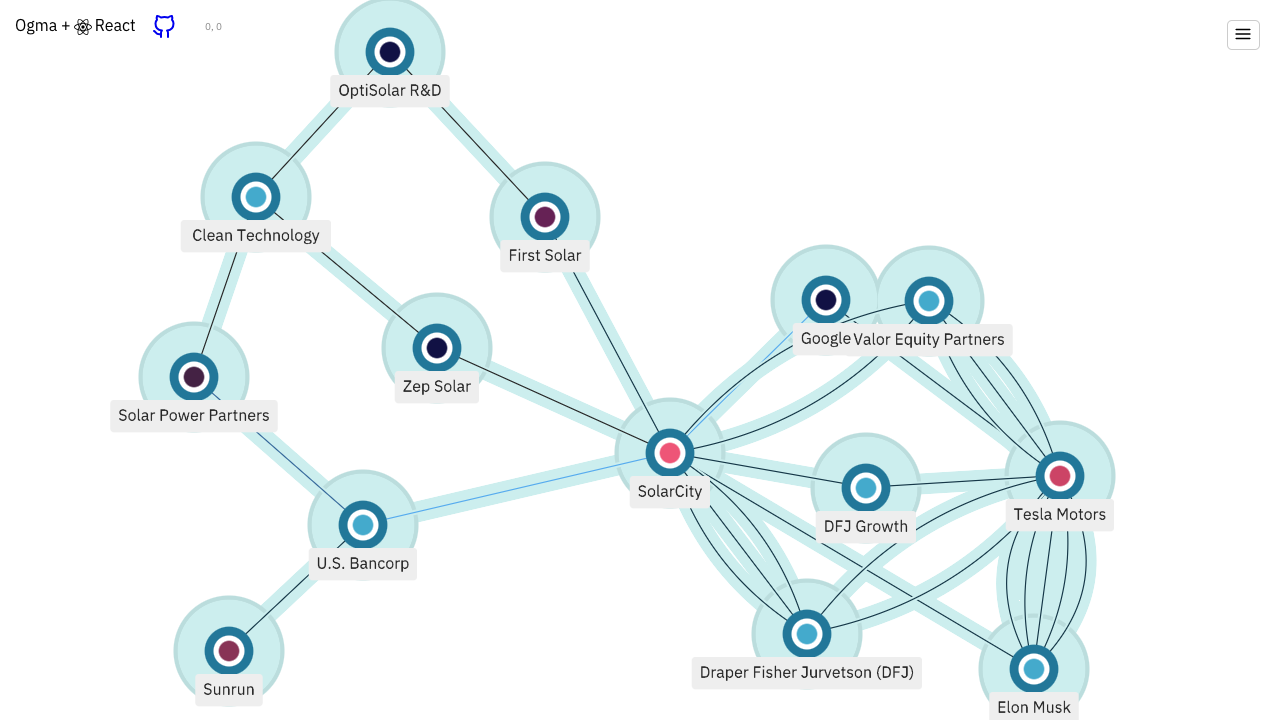 Ogma + React
0, 0
OptiSolar R&D
Clean Technology
First Solar
Google
Valor Equity Partners
Zep Solar
Solar Power Partners
SolarCity
DFJ Growth
Tesla Motors
U.S. Bancorp
Draper Fisher Jurvetson (DFJ)
Sunrun
Elon Musk